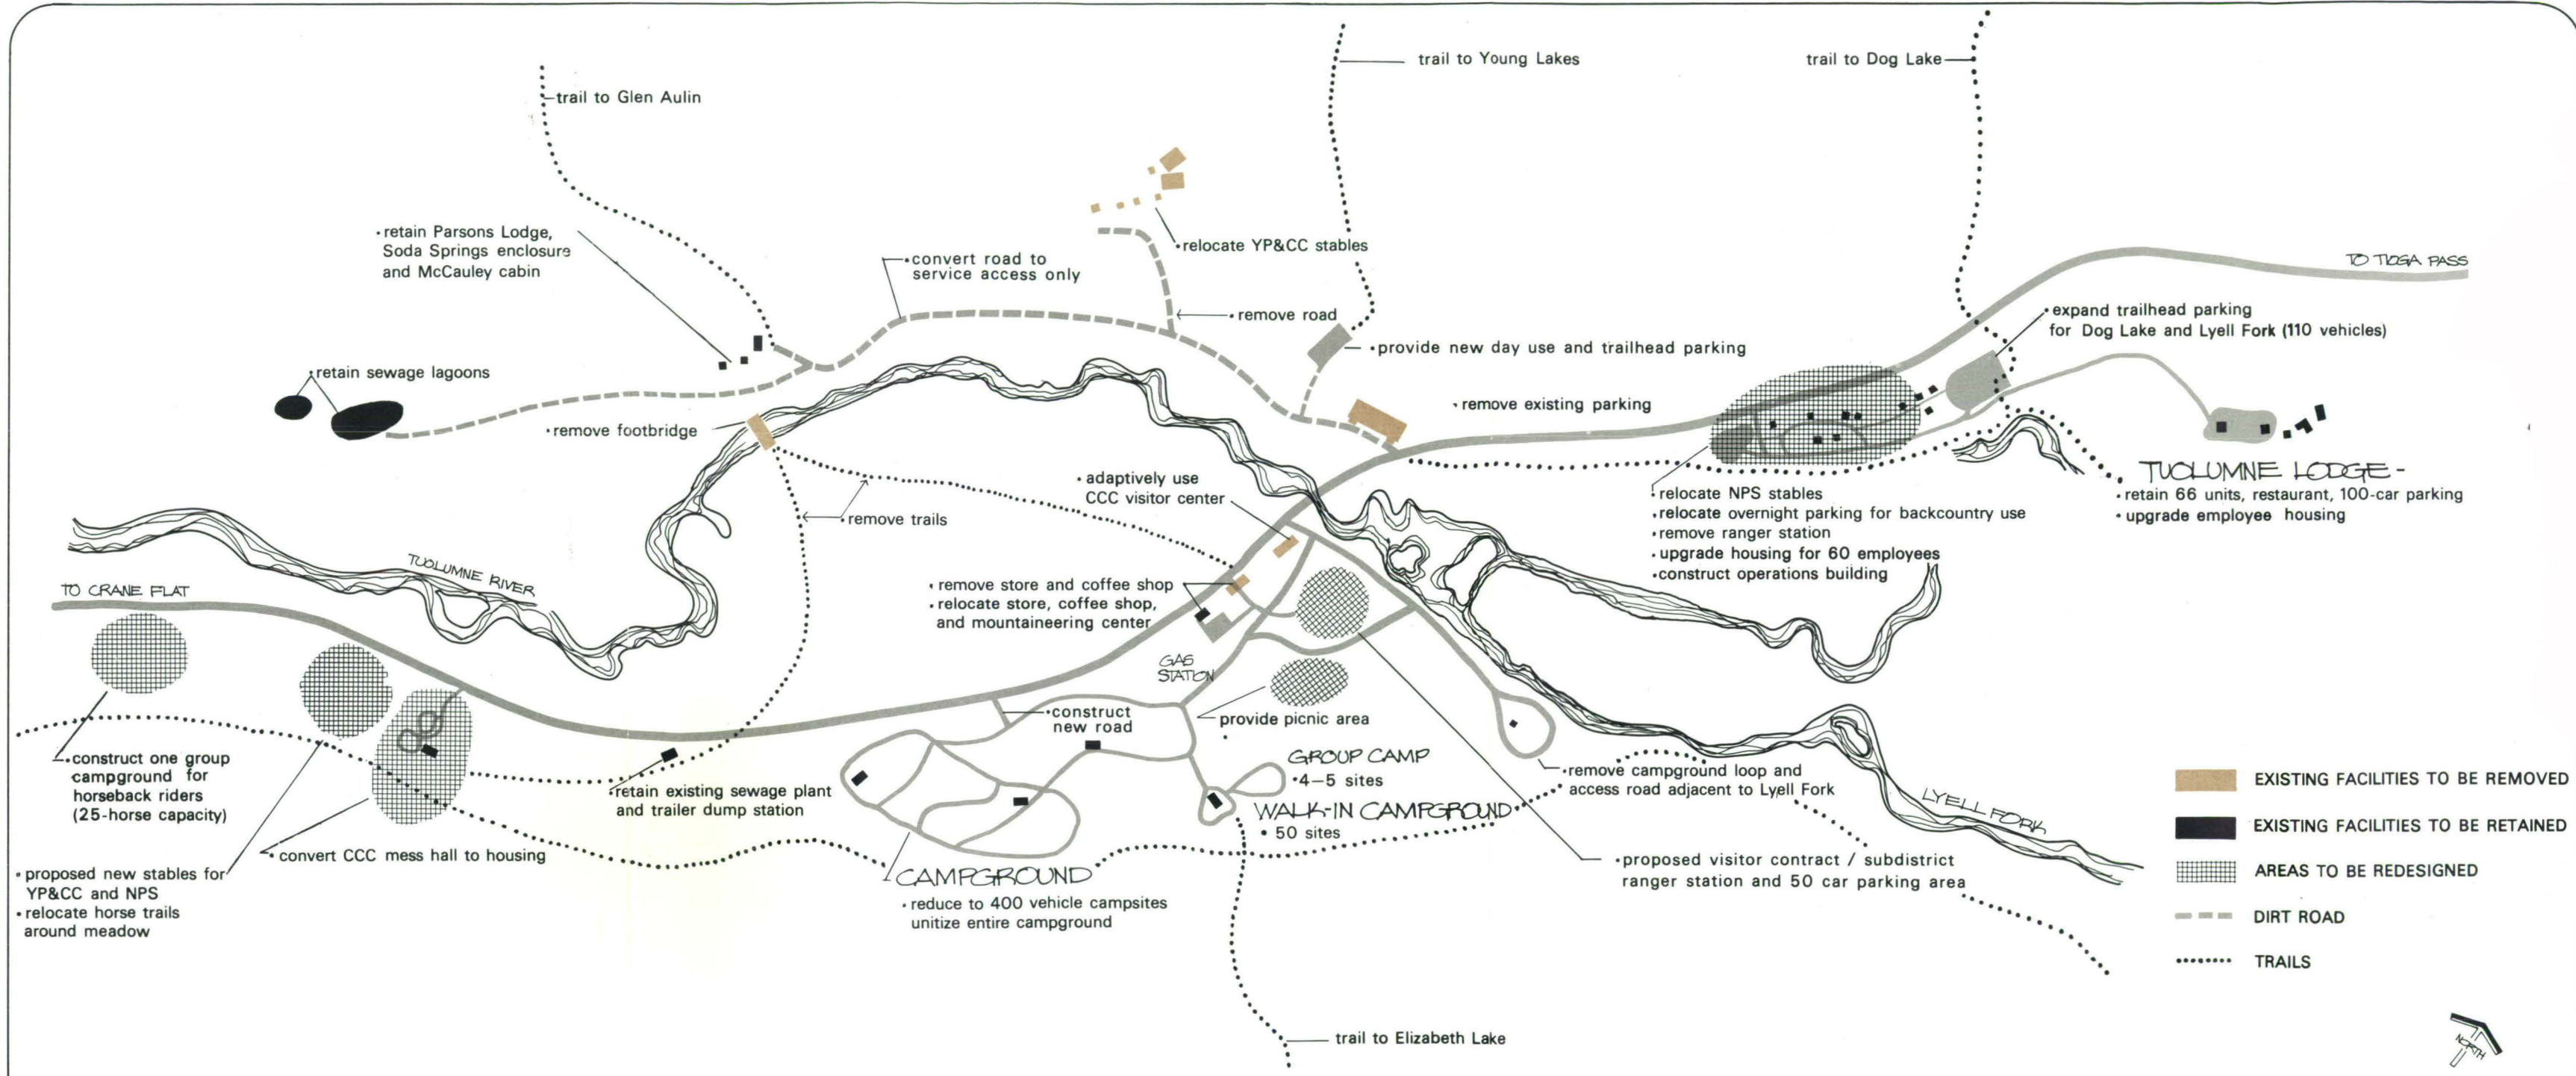 trail to Glen Aulin
trail to Young Lakes
trail to Dog Lake
• retain Parsons Lodge,
Soda Springs enclosure
and McCauley cabin
• convert road to
service access only
• relocate YP&CC stables
• remove road
• provide new day use and trailhead parking
TO TIOGA PASS
• expand trailhead parking
for Dog Lake and Lyell Fork (110 vehicles)
• retain sewage lagoons
• remove footbridge
• remove existing parking
• adaptively use
CCC visitor center
• remove trails
TUOLUMNE LODGE -
• retain 66 units, restaurant, 100-car parking
• upgrade employee housing
• relocate NPS stables
• relocate overnight parking for backcountry use
• remove ranger station
• upgrade housing for 60 employees
• construct operations building
TUOLUMNE RIVER
TO CRANE FLAT
• remove store and coffee shop
• relocate store, coffee shop,
and mountaineering center
GAS
STATION
• construct
new road
provide picnic area
GROUP CAMP
• 4–5 sites
WALK-IN CAMPGROUND
• 50 sites
• remove campground loop and
access road adjacent to Lyell Fork
LYELL FORK
• construct one group
campground for
horseback riders
(25-horse capacity)
• retain existing sewage plant
and trailer dump station
• convert CCC mess hall to housing
• proposed new stables for
YP&CC and NPS
• relocate horse trails
around meadow
CAMPGROUND
• reduce to 400 vehicle campsites
unitize entire campground
• proposed visitor contract / subdistrict
ranger station and 50 car parking area
trail to Elizabeth Lake
EXISTING FACILITIES TO BE REMOVED
EXISTING FACILITIES TO BE RETAINED
AREAS TO BE REDESIGNED
DIRT ROAD
TRAILS
NORTH